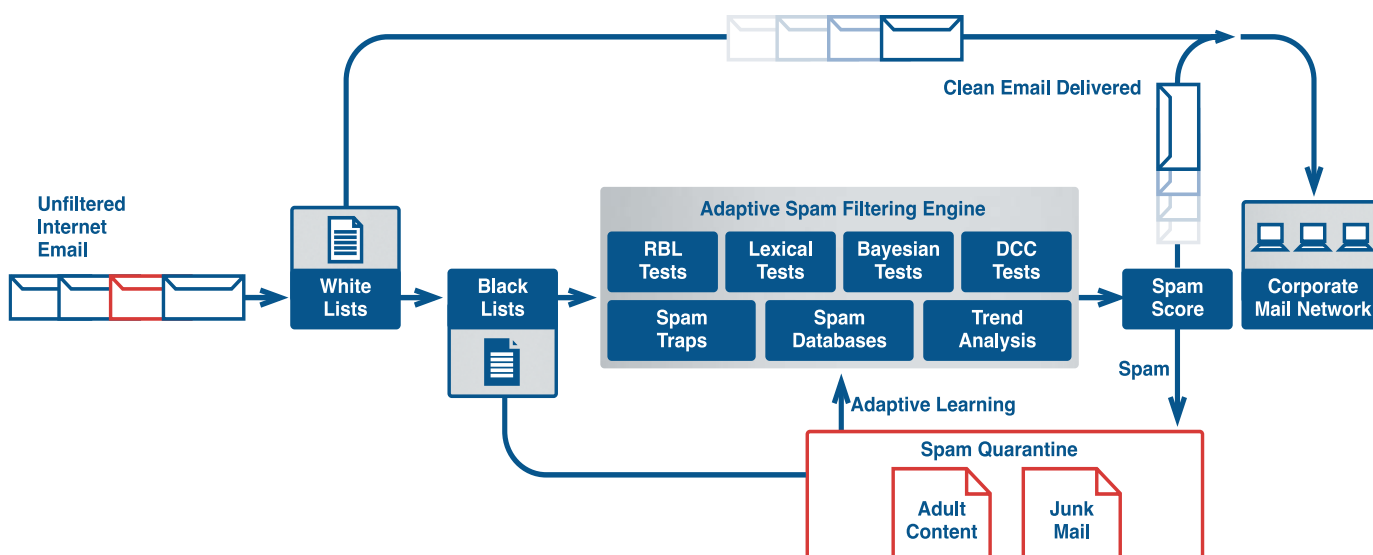 Clean Email Delivered
Unfiltered
Internet
Email
White
Lists
Black
Lists
Adaptive Spam Filtering Engine
RBL
Tests
Lexical
Tests
Bayesian
Tests
DCC
Tests
Spam
Traps
Spam
Databases
Trend
Analysis
Spam
Score
Corporate
Mail Network
Spam
Adaptive Learning
Spam Quarantine
Adult
Content
Junk
Mail